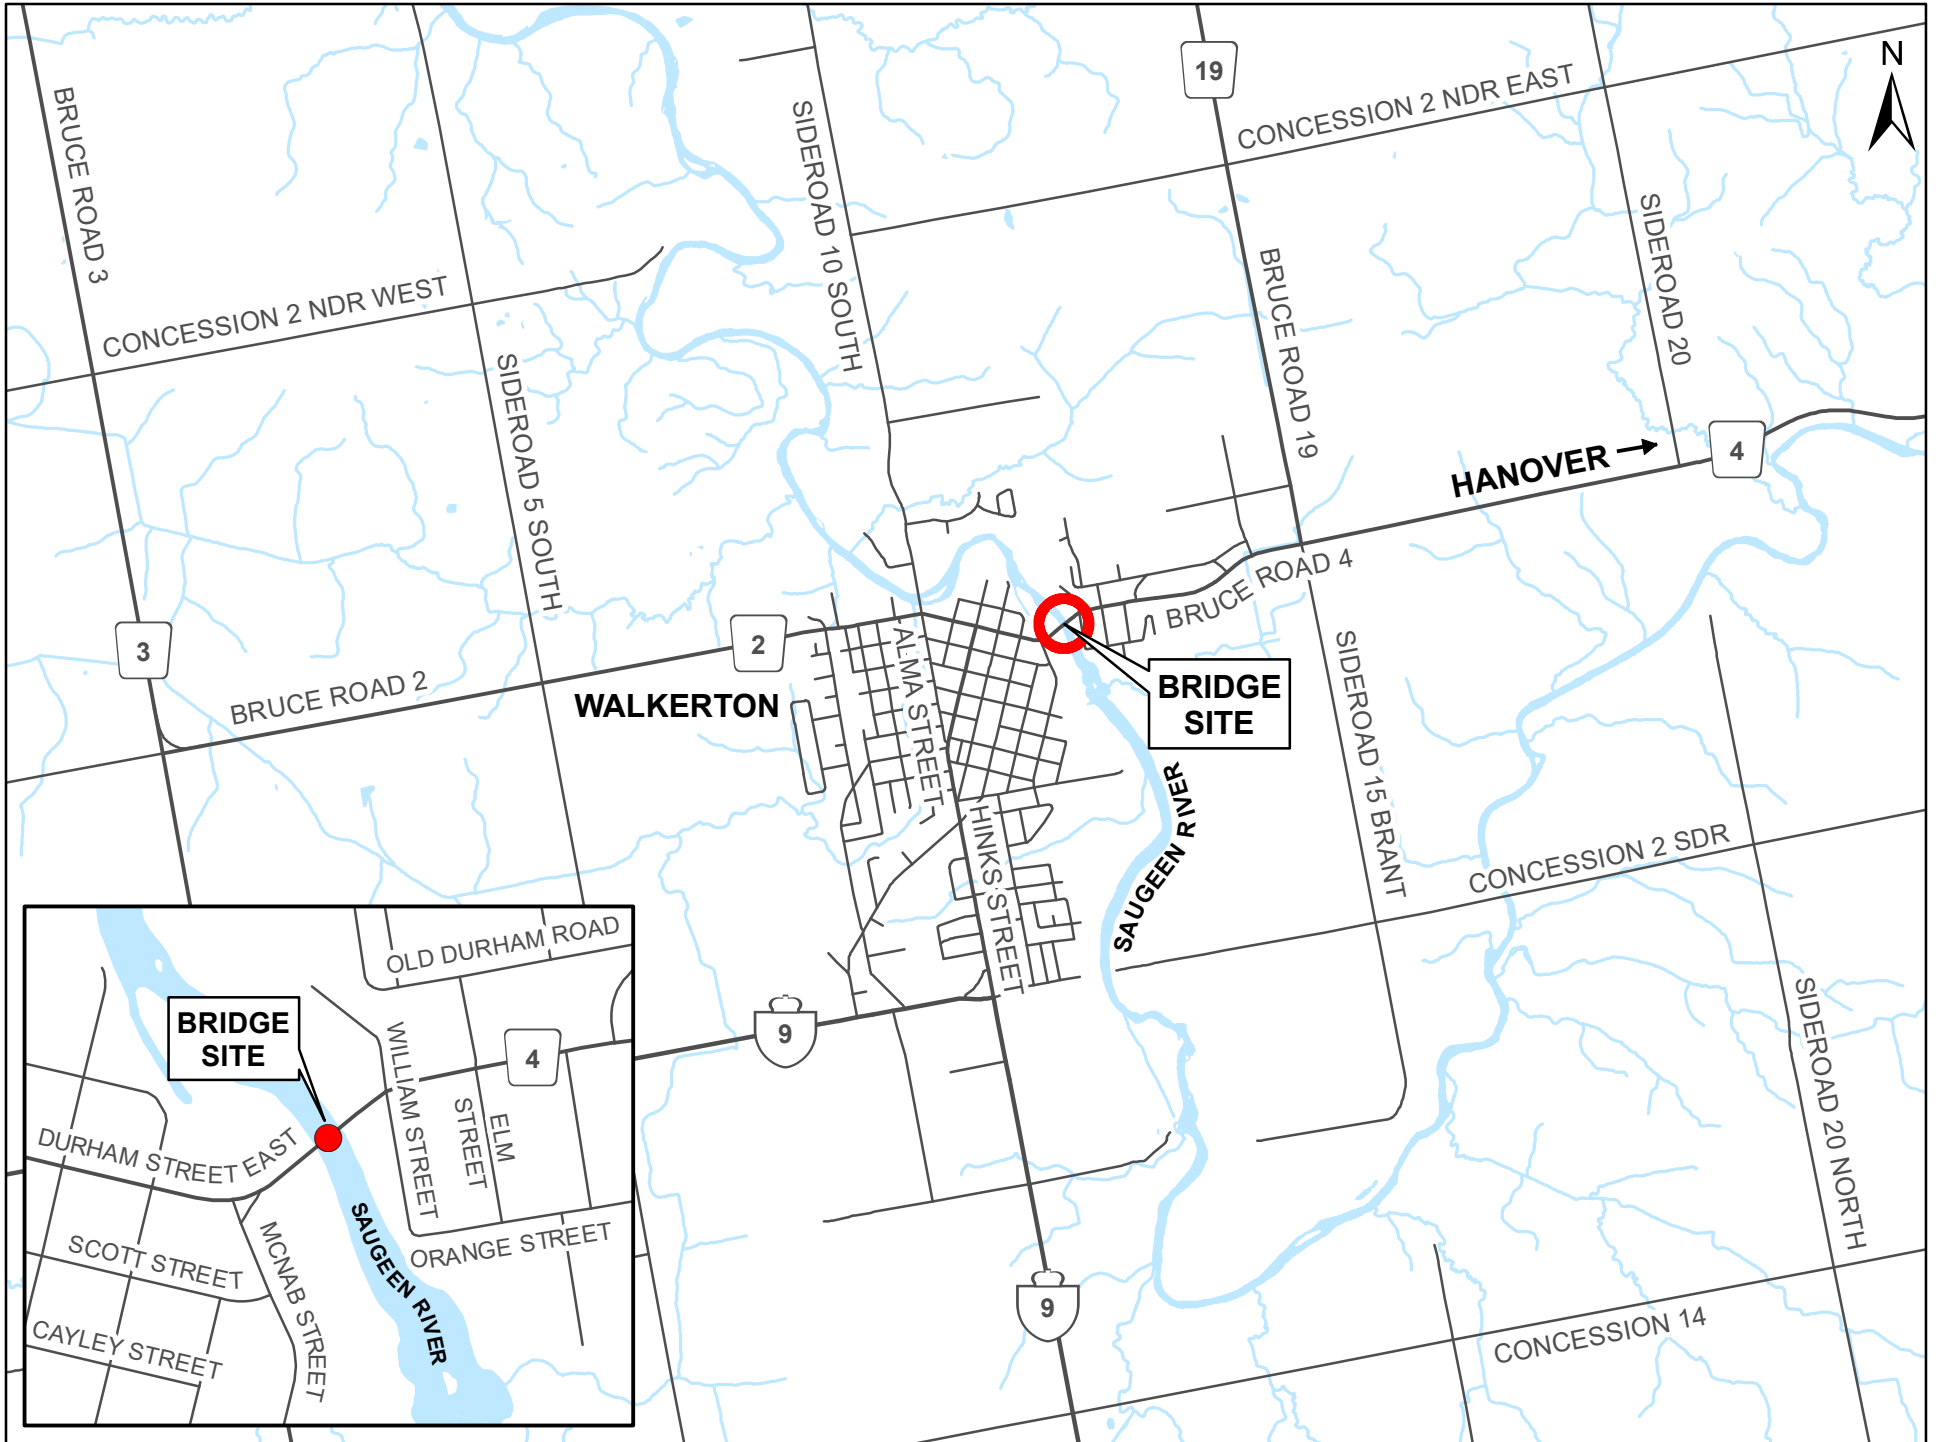 N
19
BRUCE ROAD 3
SIDEROAD 10 SOUTH
CONCESSION 2 NDR EAST
SIDEROAD 20
CONCESSION 2 NDR WEST
BRUCE ROAD 19
SIDEROAD 5 SOUTH
HANOVER
4
BRUCE ROAD 4
3
2
BRUCE ROAD 2
WALKERTON
ALMA STREET
BRIDGE
SITE
SIDEROAD 15 BRANT
SAUGEEN RIVER
HINKS STREET
CONCESSION 2 SDR
SIDEROAD 20 NORTH
9
9
CONCESSION 14
OLD DURHAM ROAD
BRIDGE
SITE
4
WILLIAM STREET
ELM
STREET
DURHAM STREET EAST
SAUGEEN RIVER
ORANGE STREET
SCOTT STREET
MCNAB STREET
CAYLEY STREET